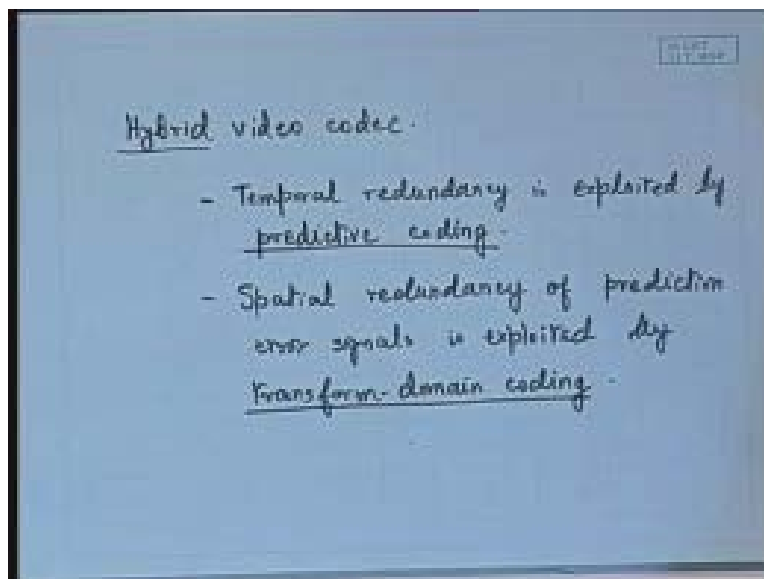 Hybrid video codec.
- Temporal redundancy is exploited by
predictive coding.
- Spatial redundancy of prediction
error signals is exploited by
transform-domain coding.